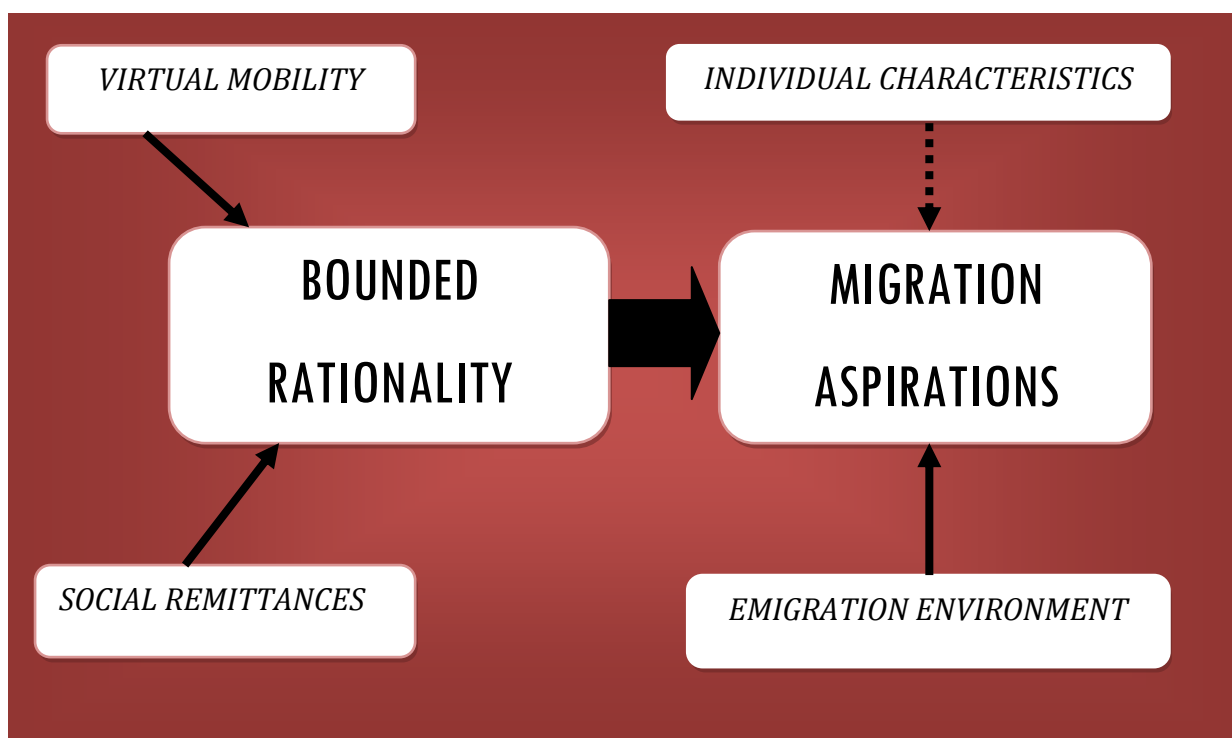 VIRTUAL MOBILITY
INDIVIDUAL CHARACTERISTICS
BOUNDED
RATIONALITY
MIGRATION
ASPIRATIONS
SOCIAL REMITTANCES
EMIGRATION ENVIRONMENT